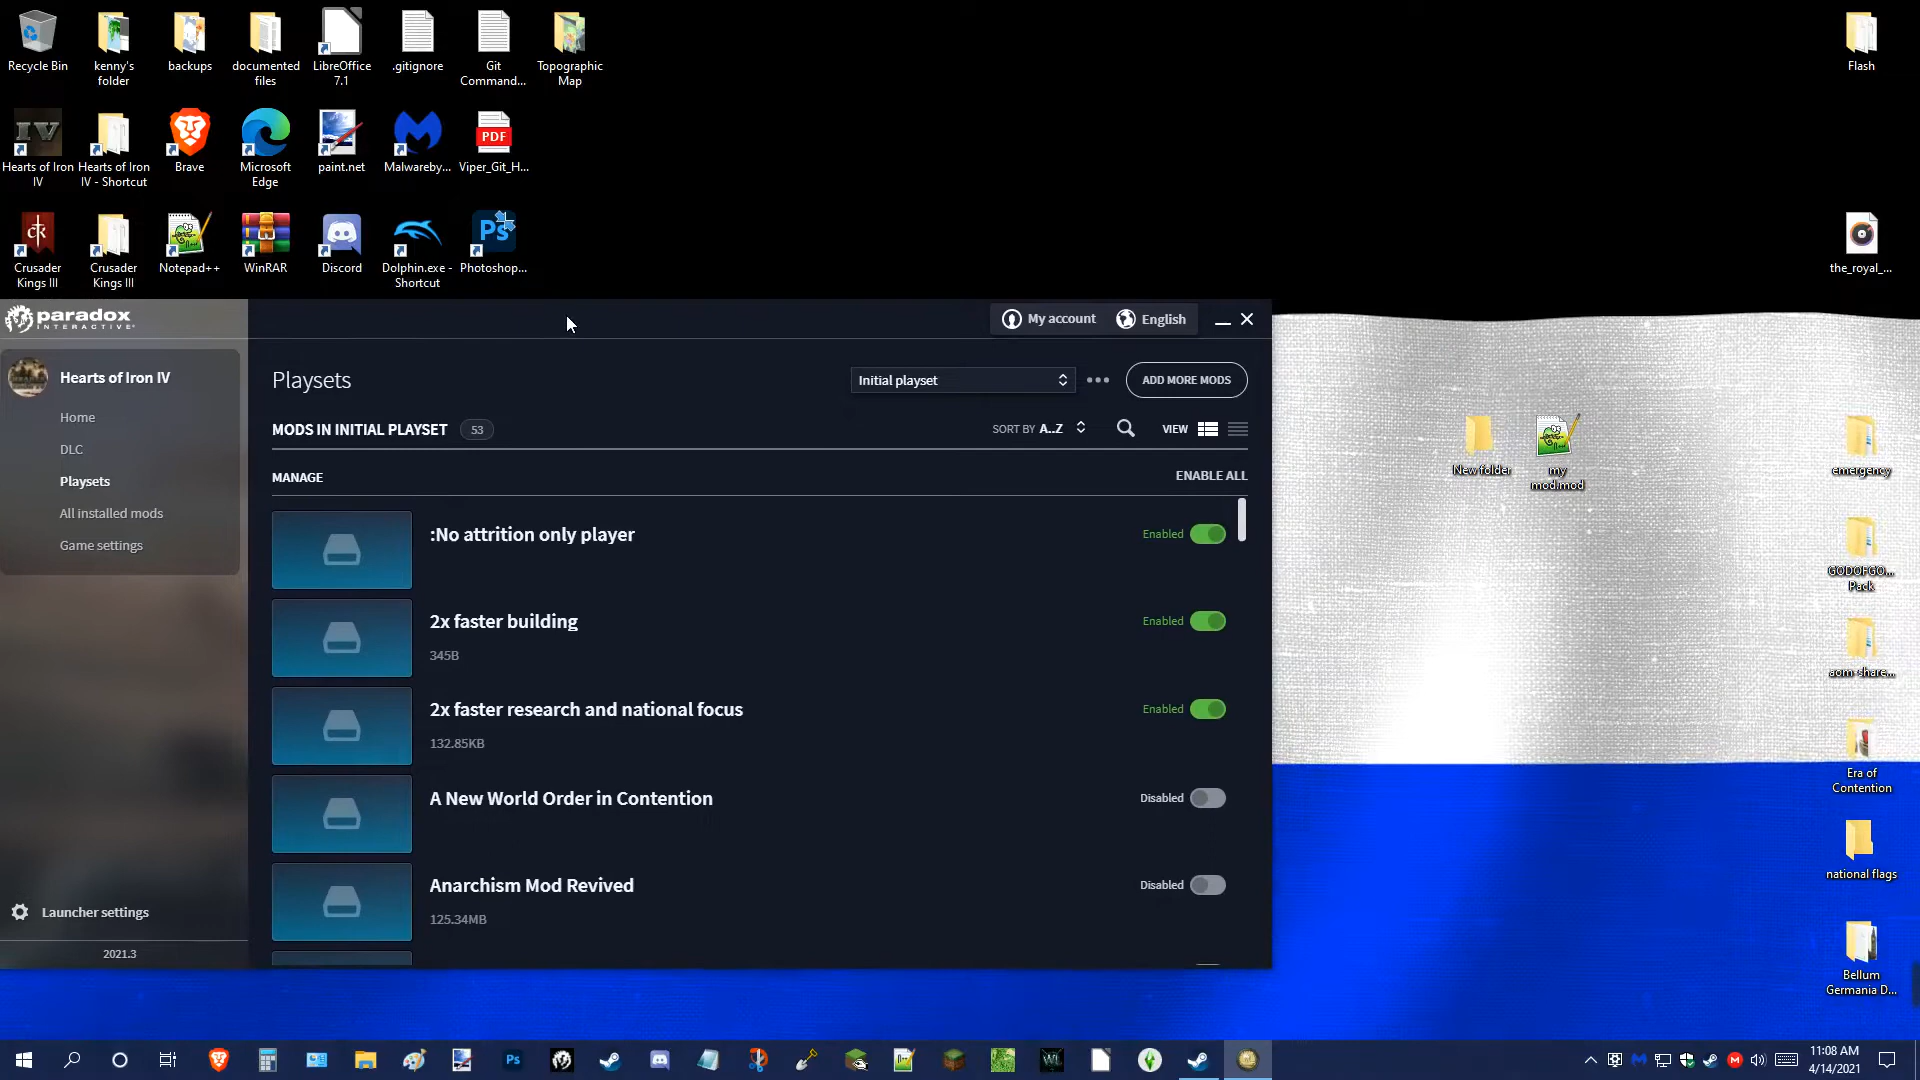 Recycle Bin
kenny's
folder
backups
documented
files
LibreOffice
7.1
.gitignore
Git
Command...
Topographic
Map
Flash
Hearts of Iron
IV
Hearts of Iron
IV - Shortcut
Brave
Microsoft
Edge
paint.net
Malwareby...
PDF
Viper_Git_H...
Crusader
Kings III
Crusader
Kings III
Notepad++
WinRAR
Discord
Dolphin.exe -
Shortcut
Ps
Photoshop...
the_royal_...
paradox
INTERACTIVE
My account
English
Hearts of Iron IV
Home
DLC
Playsets
All installed mods
Game settings
Launcher settings
2021.3
Playsets
Initial playset
ADD MORE MODS
MODS IN INITIAL PLAYSET 53
SORT BY A..Z
VIEW
MANAGE
ENABLE ALL
:No attrition only player
Enabled
2x faster building
345B
Enabled
2x faster research and national focus
132.85KB
Enabled
A New World Order in Contention
Disabled
Anarchism Mod Revived
125.34MB
Disabled
New folder
my
mod.mod
emergency
GODOFGO...
Pack
aom-share...
Era of
Contention
national flags
Bellum
Germania D...
11:08 AM
4/14/2021